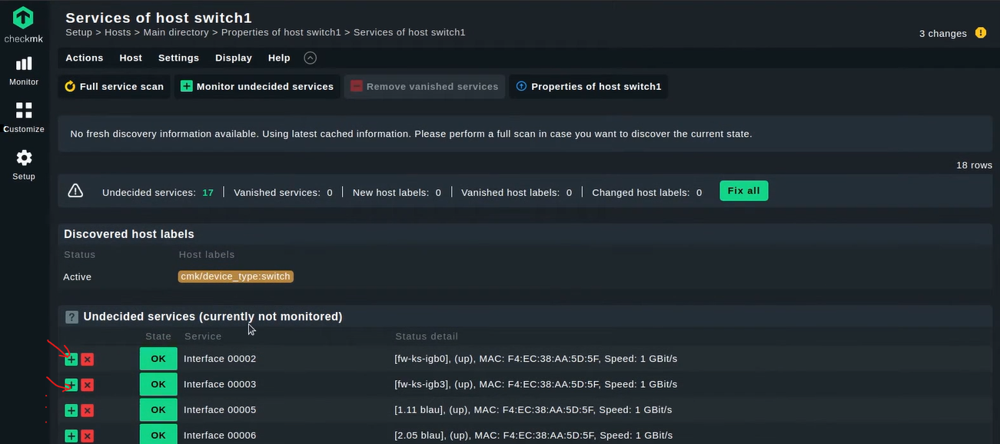 Services of host switch1
Setup > Hosts > Main directory > Properties of host switch1 > Services of host switch1
3 changes
checkmk
Monitor
Customize
Setup
Actions Host Settings Display Help
Full service scan Monitor undecided services Remove vanished services Properties of host switch1
No fresh discovery information available. Using latest cached information. Please perform a full scan in case you want to discover the current state.
18 rows
Undecided services: 17 | Vanished services: 0 | New host labels: 0 | Vanished host labels: 0 | Changed host labels: 0 Fix all
Discovered host labels
Status Host labels
Active cmk/device_type:switch
? Undecided services (currently not monitored)
State Service Status detail
OK Interface 00002 [fw-ks-igb0], (up), MAC: F4:EC:38:AA:5D:5F, Speed: 1 GBit/s
OK Interface 00003 [fw-ks-igb3], (up), MAC: F4:EC:38:AA:5D:5F, Speed: 1 GBit/s
OK Interface 00005 [1.11 blau], (up), MAC: F4:EC:38:AA:5D:5F, Speed: 1 GBit/s
OK Interface 00006 [2.05 blau], (up), MAC: F4:EC:38:AA:5D:5F, Speed: 1 GBit/s